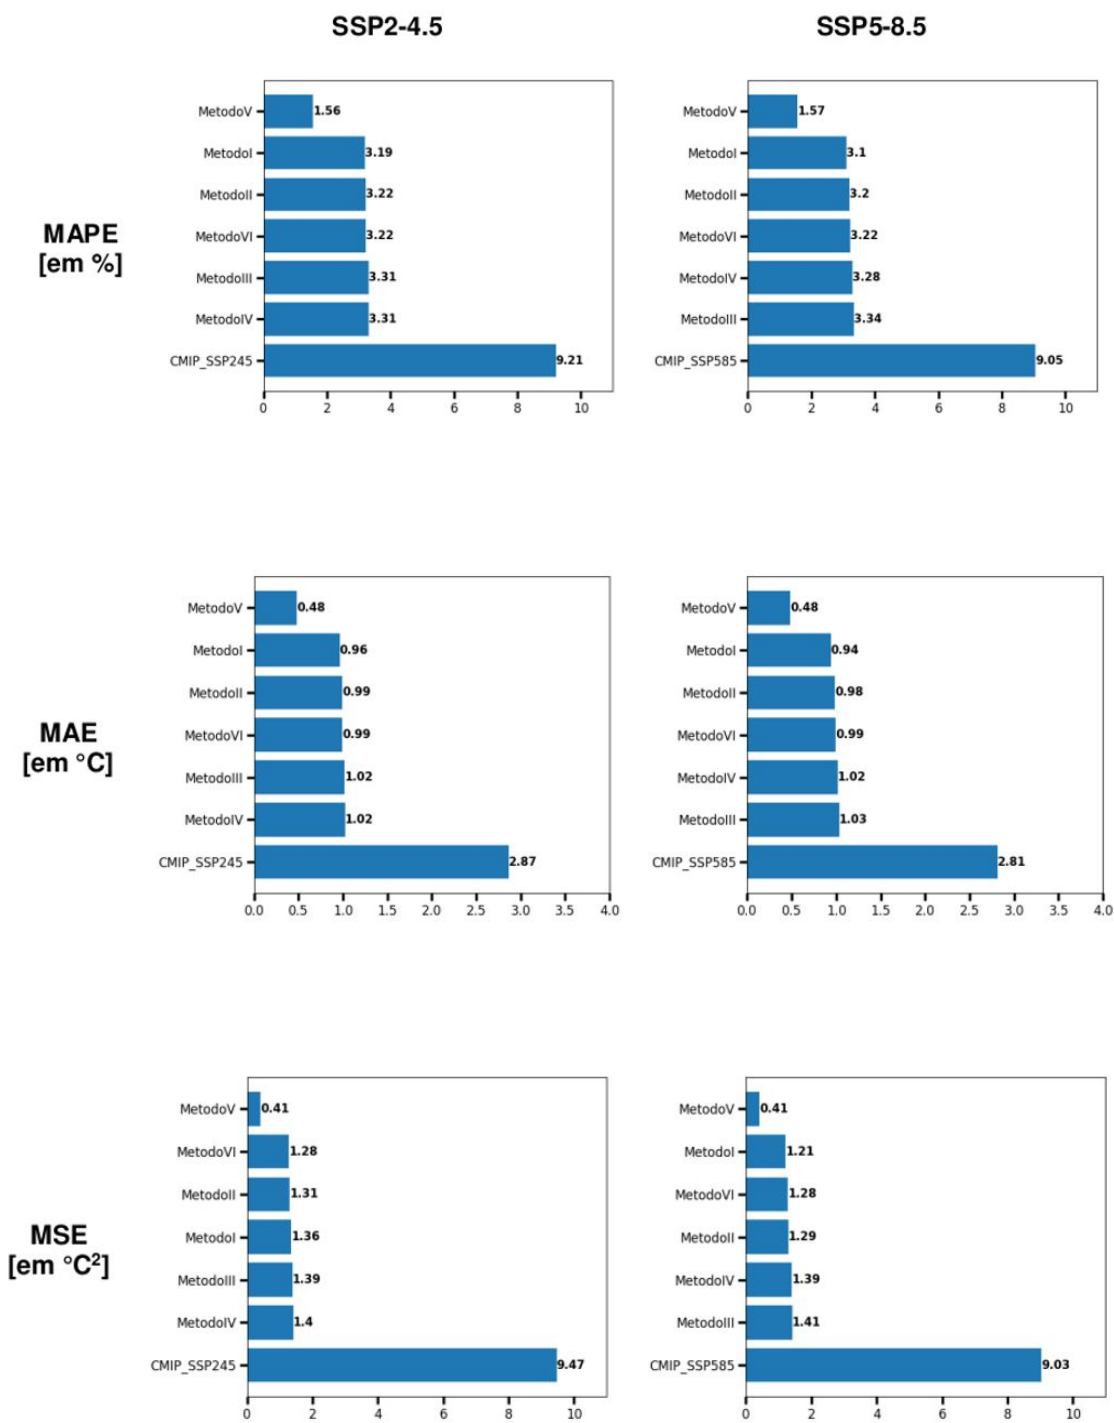 SSP2-4.5
SSP5-8.5
MAPE
[em %]
MetodoV 1.56
MetodoI 3.19
MetodoII 3.22
MetodoVI 3.22
MetodoIII 3.31
MetodoIV 3.31
CMIP_SSP245 9.21
0 2 4 6 8 10
MetodoV 1.57
MetodoI 3.1
MetodoII 3.2
MetodoVI 3.22
MetodoIV 3.28
MetodoIII 3.34
CMIP_SSP585 9.05
0 2 4 6 8 10
MAE
[em °C]
MetodoV 0.48
MetodoI 0.96
MetodoII 0.99
MetodoVI 0.99
MetodoIII 1.02
MetodoIV 1.02
CMIP_SSP245 2.87
0.0 0.5 1.0 1.5 2.0 2.5 3.0 3.5 4.0
MetodoV 0.48
MetodoI 0.94
MetodoII 0.98
MetodoVI 0.99
MetodoIV 1.02
MetodoIII 1.03
CMIP_SSP585 2.81
0.0 0.5 1.0 1.5 2.0 2.5 3.0 3.5 4.0
MSE
[em °C²]
MetodoV 0.41
MetodoVI 1.28
MetodoII 1.31
MetodoI 1.36
MetodoIII 1.39
MetodoIV 1.4
CMIP_SSP245 9.47
0 2 4 6 8 10
MetodoV 0.41
MetodoI 1.21
MetodoVI 1.28
MetodoII 1.29
MetodoIV 1.39
MetodoIII 1.41
CMIP_SSP585 9.03
0 2 4 6 8 10